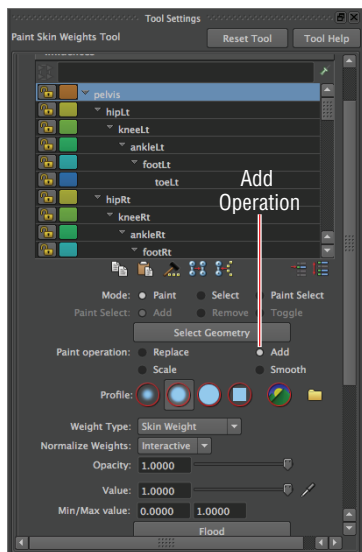 Tool Settings
Paint Skin Weights Tool
Reset Tool
Tool Help
pelvis
hipLt
kneeLt
ankleLt
footLt
toeLt
hipRt
kneeRt
ankleRt
footRt
Add
Operation
Mode: Paint Select Paint Select
Paint Select: Add Remove Toggle
Select Geometry
Paint operation: Replace Add
Scale Smooth
Profile:
Weight Type: Skin Weight
Normalize Weights: Interactive
Opacity: 1.0000
Value: 1.0000
Min/Max value: 0.0000 1.0000
Flood